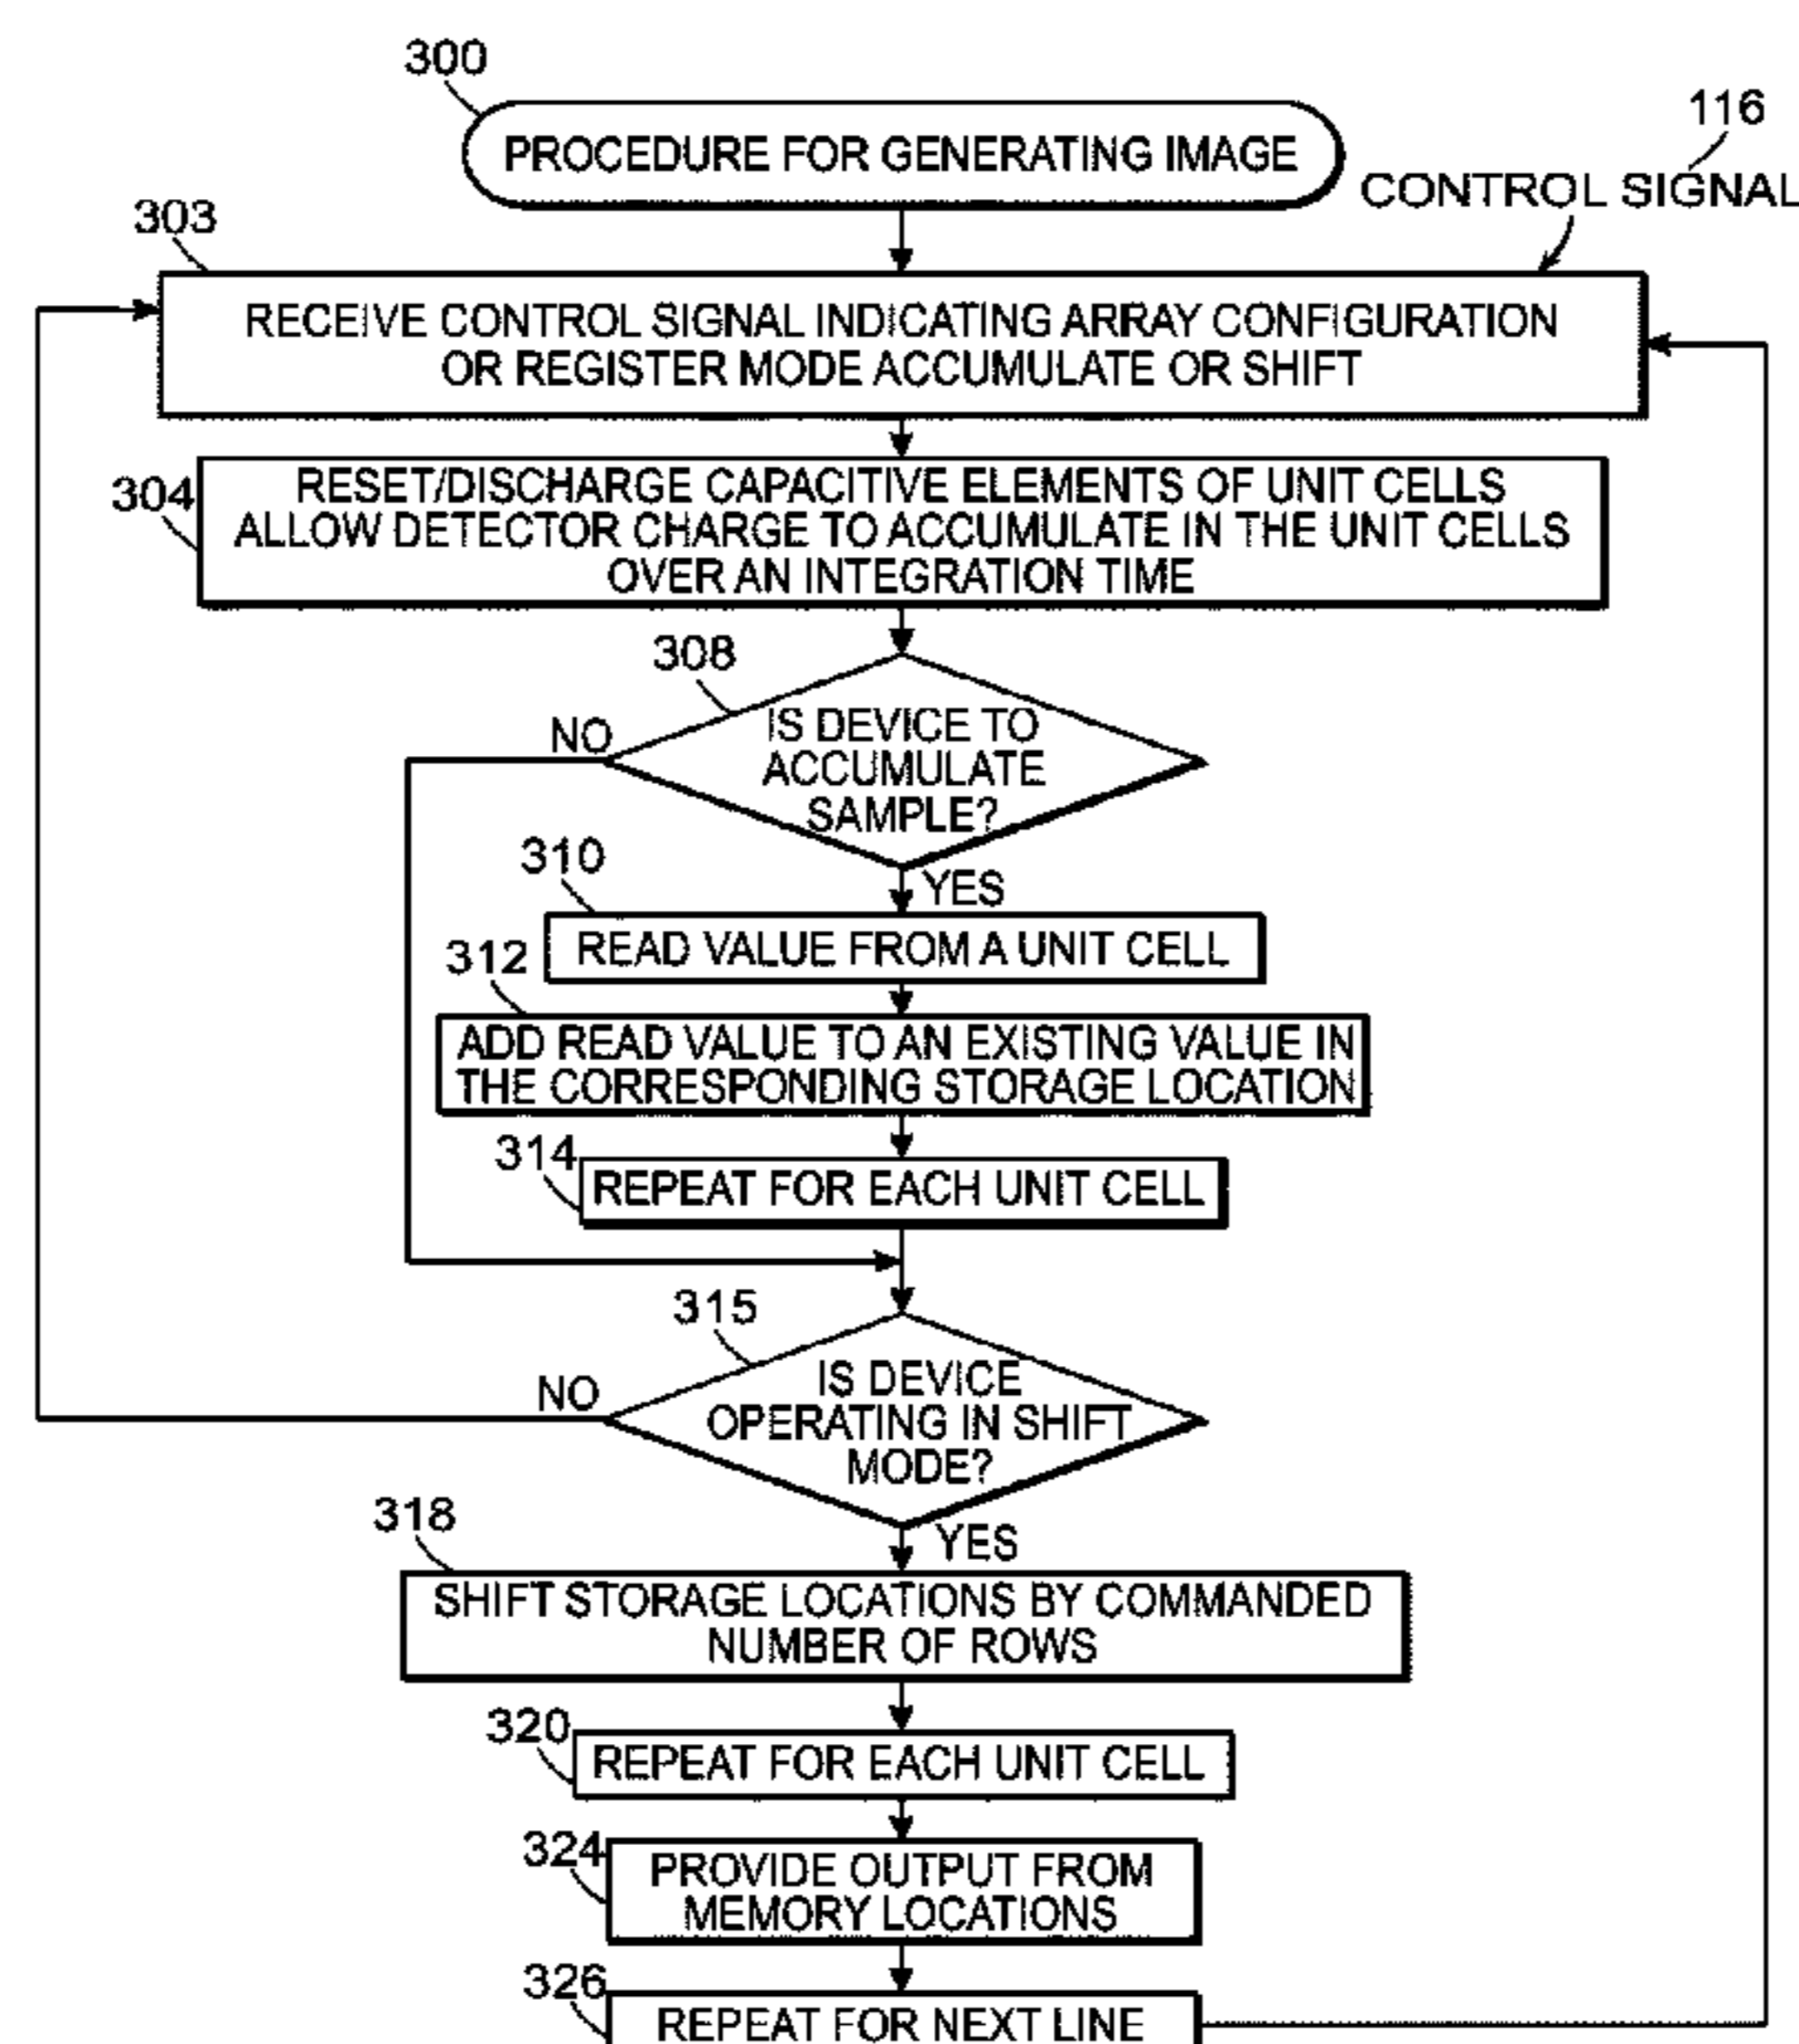 300
PROCEDURE FOR GENERATING IMAGE
116
CONTROL SIGNAL
303
RECEIVE CONTROL SIGNAL INDICATING ARRAY CONFIGURATION
OR REGISTER MODE ACCUMULATE OR SHIFT
304
RESET/DISCHARGE CAPACITIVE ELEMENTS OF UNIT CELLS
ALLOW DETECTOR CHARGE TO ACCUMULATE IN THE UNIT CELLS
OVER AN INTEGRATION TIME
308
NO
IS DEVICE TO
ACCUMULATE
SAMPLE?
YES
310
READ VALUE FROM A UNIT CELL
312
ADD READ VALUE TO AN EXISTING VALUE IN
THE CORRESPONDING STORAGE LOCATION
314
REPEAT FOR EACH UNIT CELL
315
NO
IS DEVICE
OPERATING IN SHIFT
MODE?
YES
318
SHIFT STORAGE LOCATIONS BY COMMANDED
NUMBER OF ROWS
320
REPEAT FOR EACH UNIT CELL
324
PROVIDE OUTPUT FROM
MEMORY LOCATIONS
326
REPEAT FOR NEXT LINE